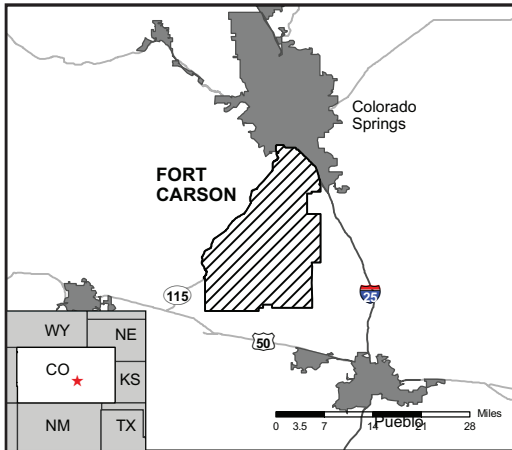 Colorado
Springs
FORT
CARSON
115
25
50
WY
NE
CO
KS
NM
TX
Pueblo
Miles
0 3.5 7 14 21 28